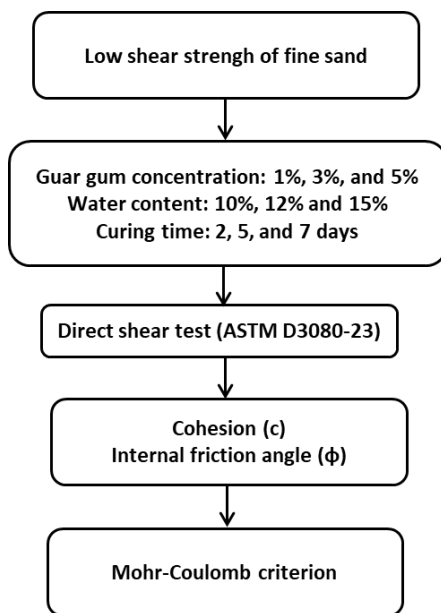 Low shear strengh of fine sand
Guar gum concentration: 1%, 3%, and 5%
Water content: 10%, 12% and 15%
Curing time: 2, 5, and 7 days
Direct shear test (ASTM D3080-23)
Cohesion (c)
Internal friction angle (ϕ)
Mohr-Coulomb criterion